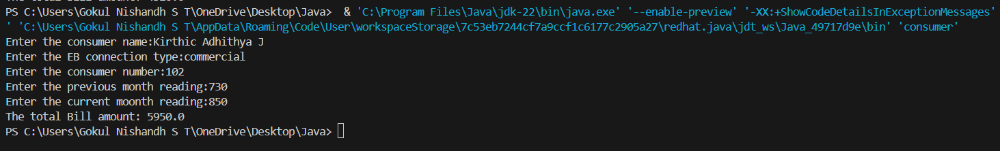 PS C:\Users\Gokul Nishandh S T\OneDrive\Desktop\Java>  & 'C:\Program Files\Java\jdk-22\bin\java.exe' '--enable-preview' '-XX:+ShowCodeDetailsInExceptionMessages'
' 'C:\Users\Gokul Nishandh S T\AppData\Roaming\Code\User\workspaceStorage\7c53eb7244cf7a9ccf1c6177c2905a27\redhat.java\jdt_ws\Java_49717d9e\bin' 'consumer'
Enter the consumer name:Kirthic Adhithya J
Enter the EB connection type:commercial
Enter the consumer number:102
Enter the previous month reading:730
Enter the current moonth reading:850
The total Bill amount: 5950.0
PS C:\Users\Gokul Nishandh S T\OneDrive\Desktop\Java>